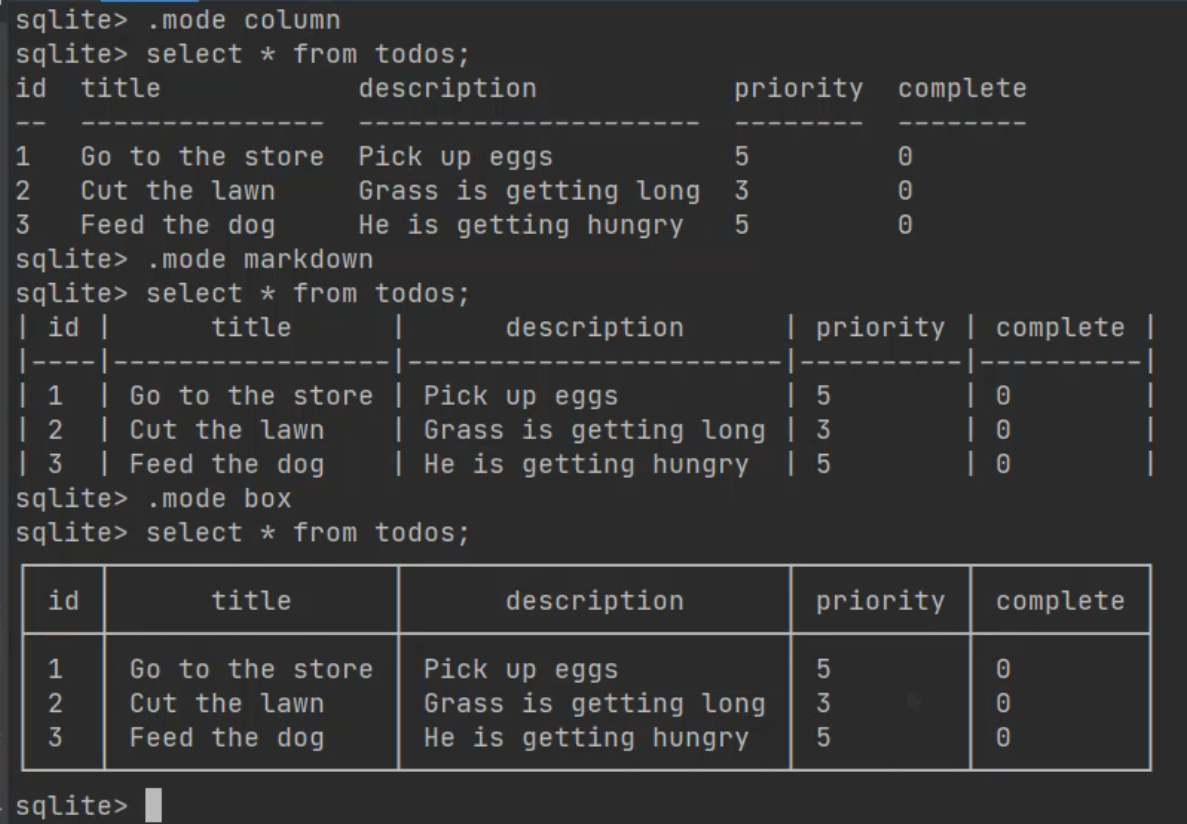 sqlite> .mode column
sqlite> select * from todos;
id  title            description            priority  complete
--  ---------------  ---------------------  --------  --------
1   Go to the store  Pick up eggs           5         0
2   Cut the lawn     Grass is getting long  3         0
3   Feed the dog     He is getting hungry   5         0
sqlite> .mode markdown
sqlite> select * from todos;
| id |      title      |      description      | priority | complete |
|----|-----------------|-----------------------|----------|----------|
| 1  | Go to the store | Pick up eggs          | 5        | 0        |
| 2  | Cut the lawn    | Grass is getting long | 3        | 0        |
| 3  | Feed the dog    | He is getting hungry  | 5        | 0        |
sqlite> .mode box
sqlite> select * from todos;
id title description priority complete
1 Go to the store Pick up eggs 5 0
2 Cut the lawn Grass is getting long 3 0
3 Feed the dog He is getting hungry 5 0
sqlite>